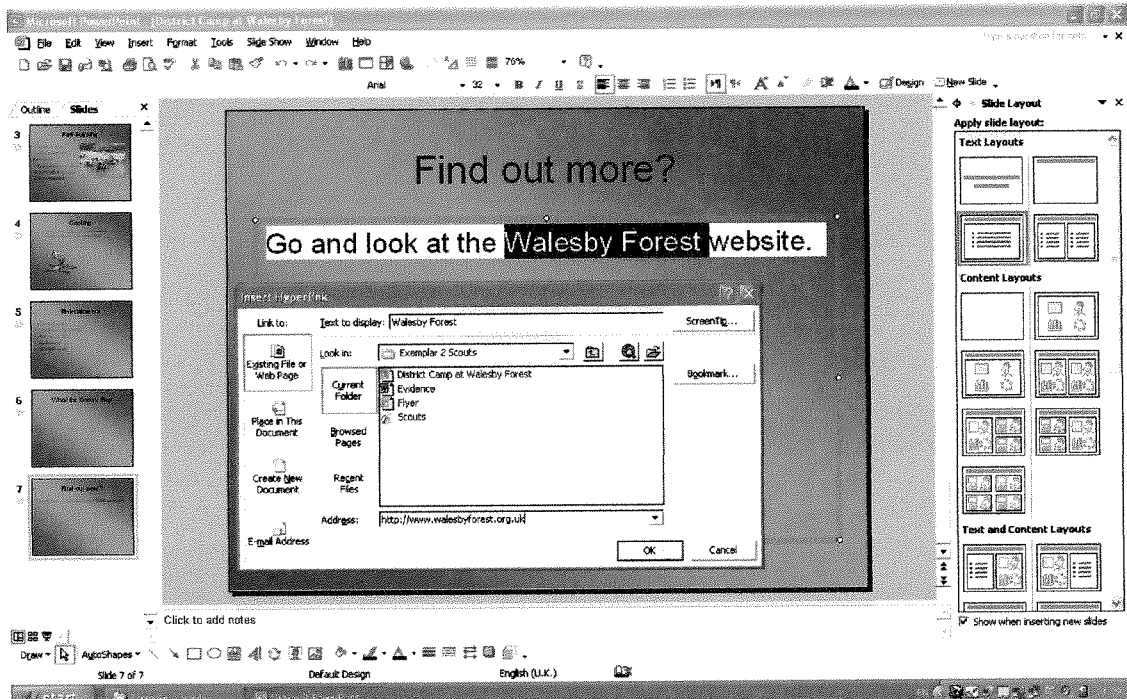 Microsoft PowerPoint - [District Camp at Walesby Forest]
File Edit View Insert Format Tools Slide Show Window Help
76%
Arial 32 B I U S Design New Slide
Outline Slides
Slide Layout
Apply slide layout:
Text Layouts
Content Layouts
Text and Content Layouts
Show when inserting new slides
3
4
5
6
7
Find out more?
Go and look at the Walesby Forest website.
Insert Hyperlink
Link to:
Text to display: Walesby Forest
ScreenTip...
Existing File or Web Page
Look in: Exemplar 2 Scouts
Bookmark...
Current Folder
District Camp at Walesby Forest
Evidence
Flyer
Scouts
Place in This Document
Browsed Pages
Create New Document
Recent Files
E-mail Address
Address: http://www.walesbyforest.org.uk
OK Cancel
Click to add notes
Draw AutoShapes
Slide 7 of 7 Default Design English (U.K.)
start